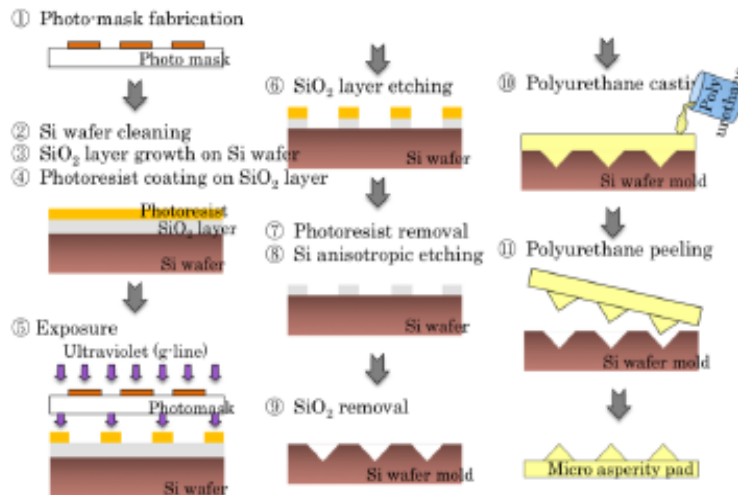 ① Photo-mask fabrication
Photo mask
② Si wafer cleaning
③ SiO₂ layer growth on Si wafer
④ Photoresist coating on SiO₂ layer
Photoresist
SiO₂ layer
Si wafer
⑤ Exposure
Ultraviolet (g-line)
Photomask
Si wafer
⑥ SiO₂ layer etching
Si wafer
⑦ Photoresist removal
⑧ Si anisotropic etching
Si wafer
⑨ SiO₂ removal
Si wafer mold
⑩ Polyurethane casti
Poly
urethane
Si wafer mold
⑪ Polyurethane peeling
Si wafer mold
Micro asperity pad